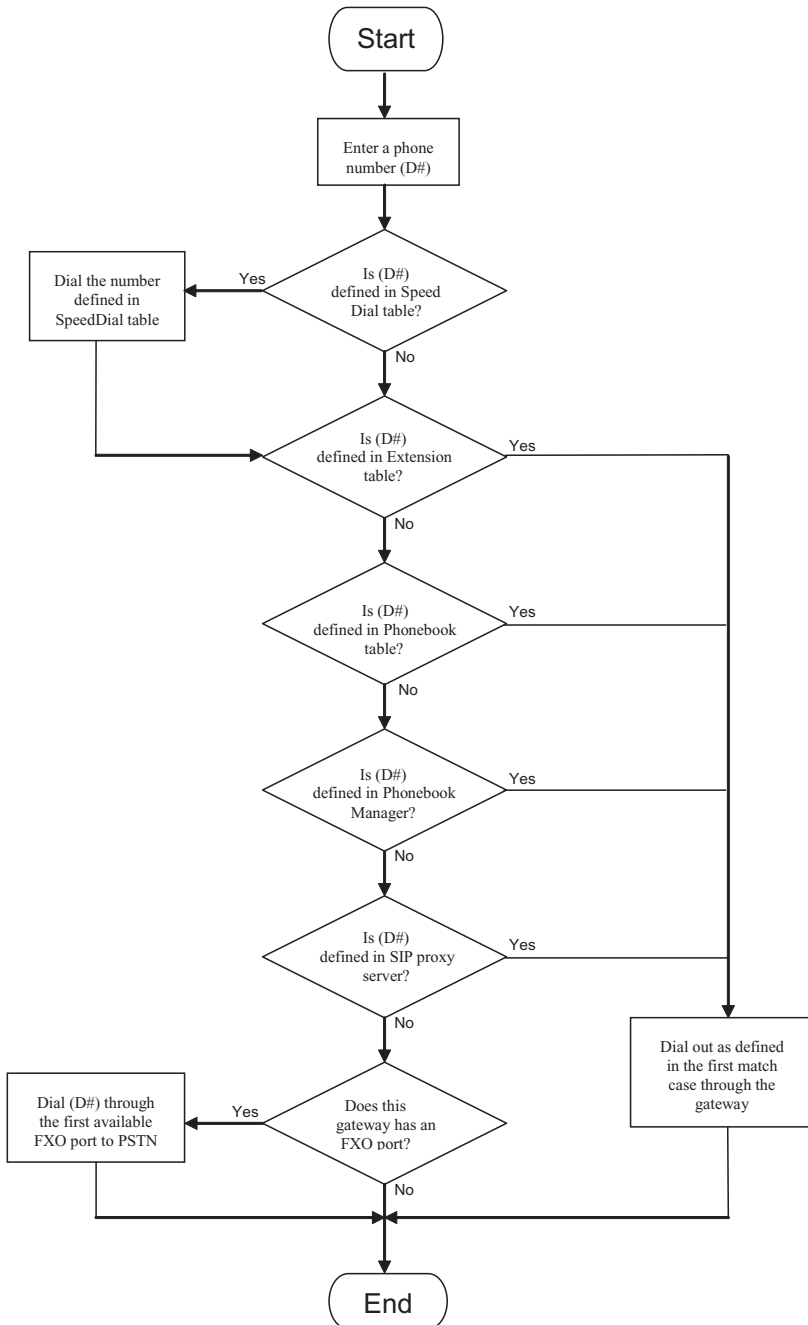 Start
Enter a phone
number (D#)
Is (D#)
defined in Speed
Dial table?
Yes
Dial the number
defined in
SpeedDial table
No
Is (D#)
defined in Extension
table?
Yes
No
Is (D#)
defined in Phonebook
table?
Yes
No
Is (D#)
defined in Phonebook
Manager?
Yes
No
Is (D#)
defined in SIP proxy
server?
Yes
No
Dial out as defined
in the first match
case through the
gateway
Does this
gateway has an
FXO port?
Yes
Dial (D#) through
the first available
FXO port to PSTN
No
End